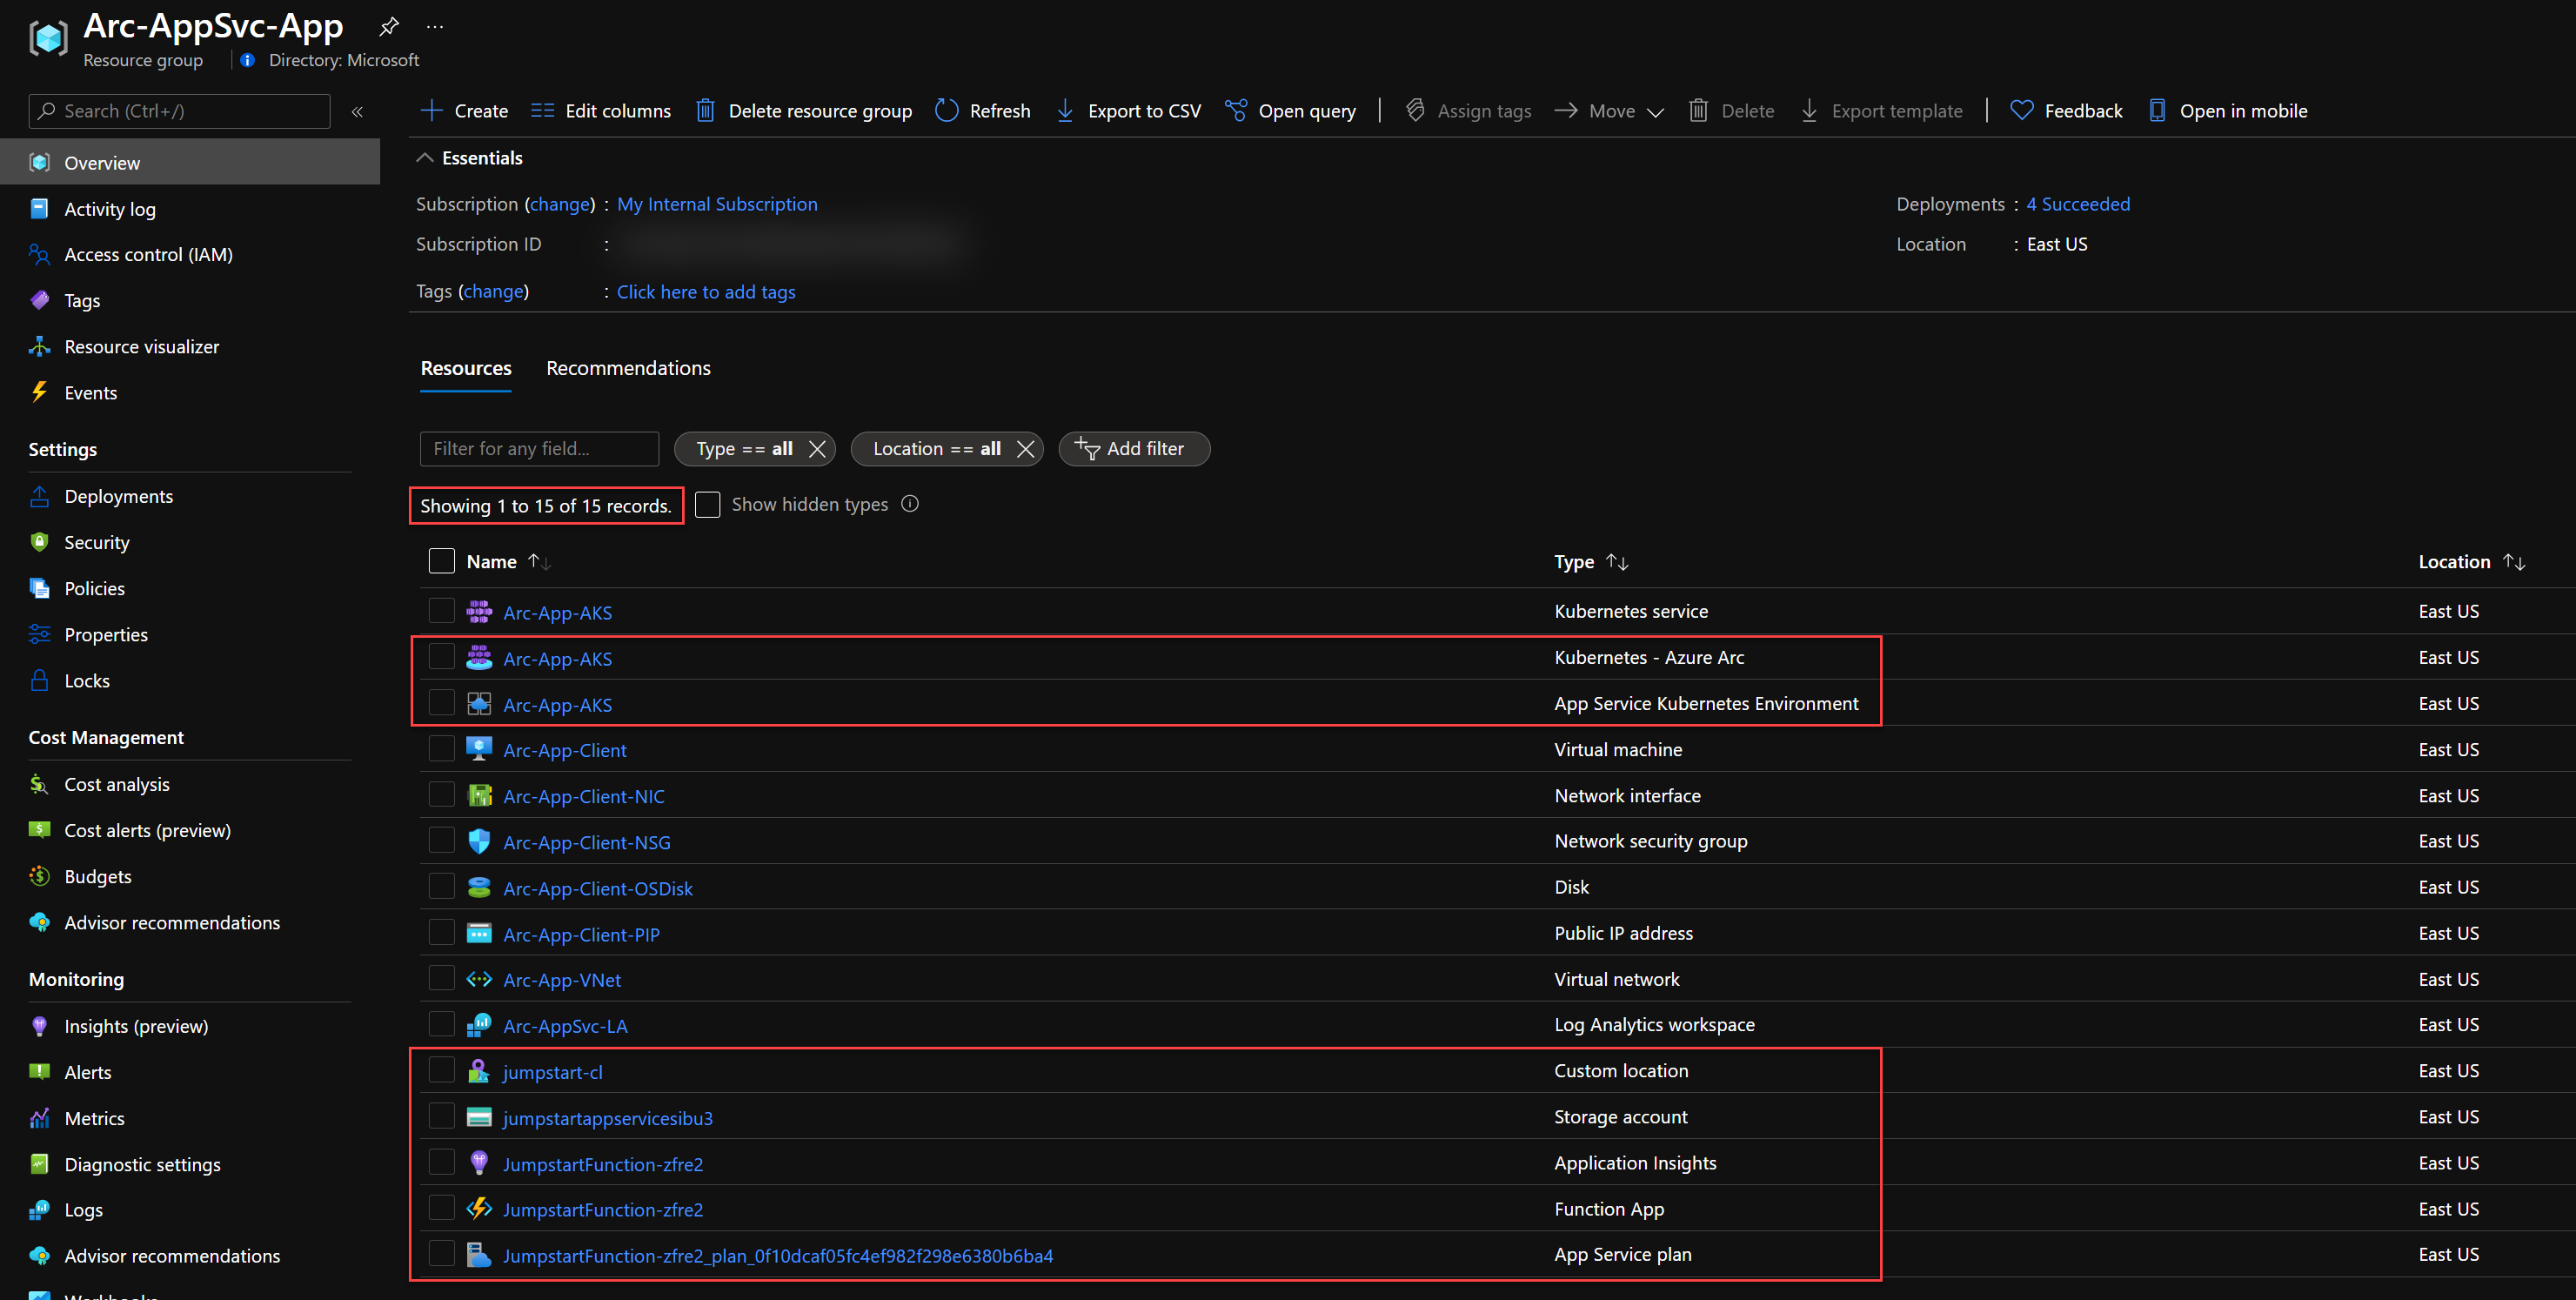 Arc-AppSvc-App
Resource group
Directory: Microsoft
Search (Ctrl+/)
Overview
Activity log
Access control (IAM)
Tags
Resource visualizer
Events
Settings
Deployments
Security
Policies
Properties
Locks
Cost Management
Cost analysis
Cost alerts (preview)
Budgets
Advisor recommendations
Monitoring
Insights (preview)
Alerts
Metrics
Diagnostic settings
Logs
Advisor recommendations
Create Edit columns Delete resource group Refresh Export to CSV Open query Assign tags Move Delete Export template Feedback Open in mobile
Essentials
Subscription (change) : My Internal Subscription
Subscription ID :
Tags (change) : Click here to add tags
Deployments : 4 Succeeded
Location : East US
Resources Recommendations
Filter for any field... Type == all Location == all Add filter
Showing 1 to 15 of 15 records. Show hidden types
Name Type Location
Arc-App-AKS Kubernetes service East US
Arc-App-AKS Kubernetes - Azure Arc East US
Arc-App-AKS App Service Kubernetes Environment East US
Arc-App-Client Virtual machine East US
Arc-App-Client-NIC Network interface East US
Arc-App-Client-NSG Network security group East US
Arc-App-Client-OSDisk Disk East US
Arc-App-Client-PIP Public IP address East US
Arc-App-VNet Virtual network East US
Arc-AppSvc-LA Log Analytics workspace East US
jumpstart-cl Custom location East US
jumpstartappservicesibu3 Storage account East US
JumpstartFunction-zfre2 Application Insights East US
JumpstartFunction-zfre2 Function App East US
JumpstartFunction-zfre2_plan_0f10dcaf05fc4ef982f298e6380b6ba4 App Service plan East US